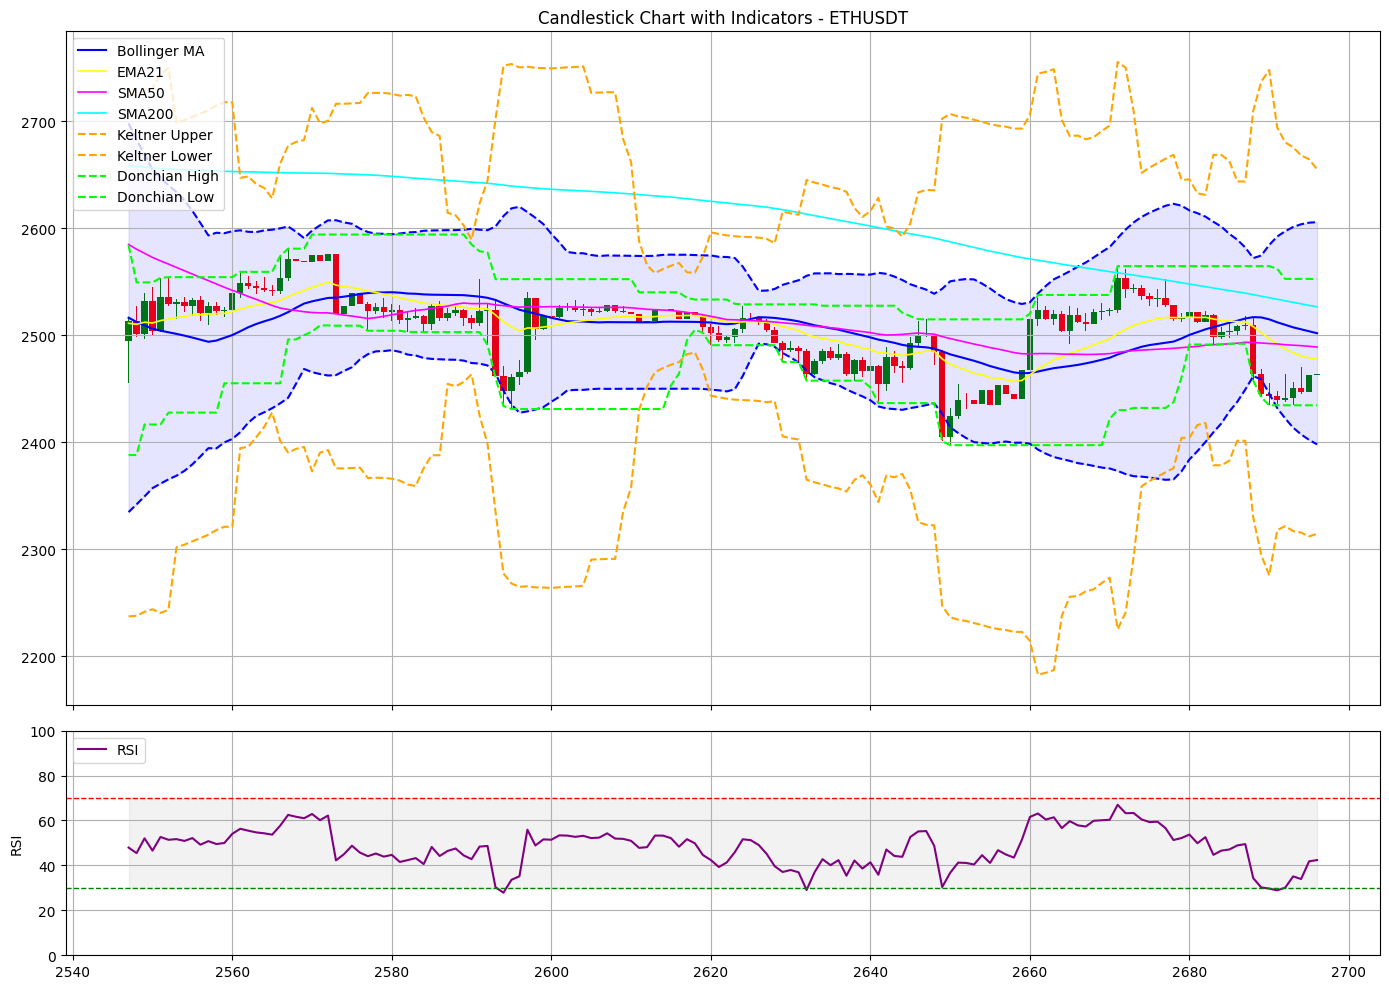 Candlestick Chart with Indicators - ETHUSDT
Bollinger MA
EMA21
SMA50
SMA200
Keltner Upper
Keltner Lower
Donchian High
Donchian Low
2700
2600
2500
2400
2300
2200
RSI
100
80
60
40
20
0
RSI
2540
2560
2580
2600
2620
2640
2660
2680
2700